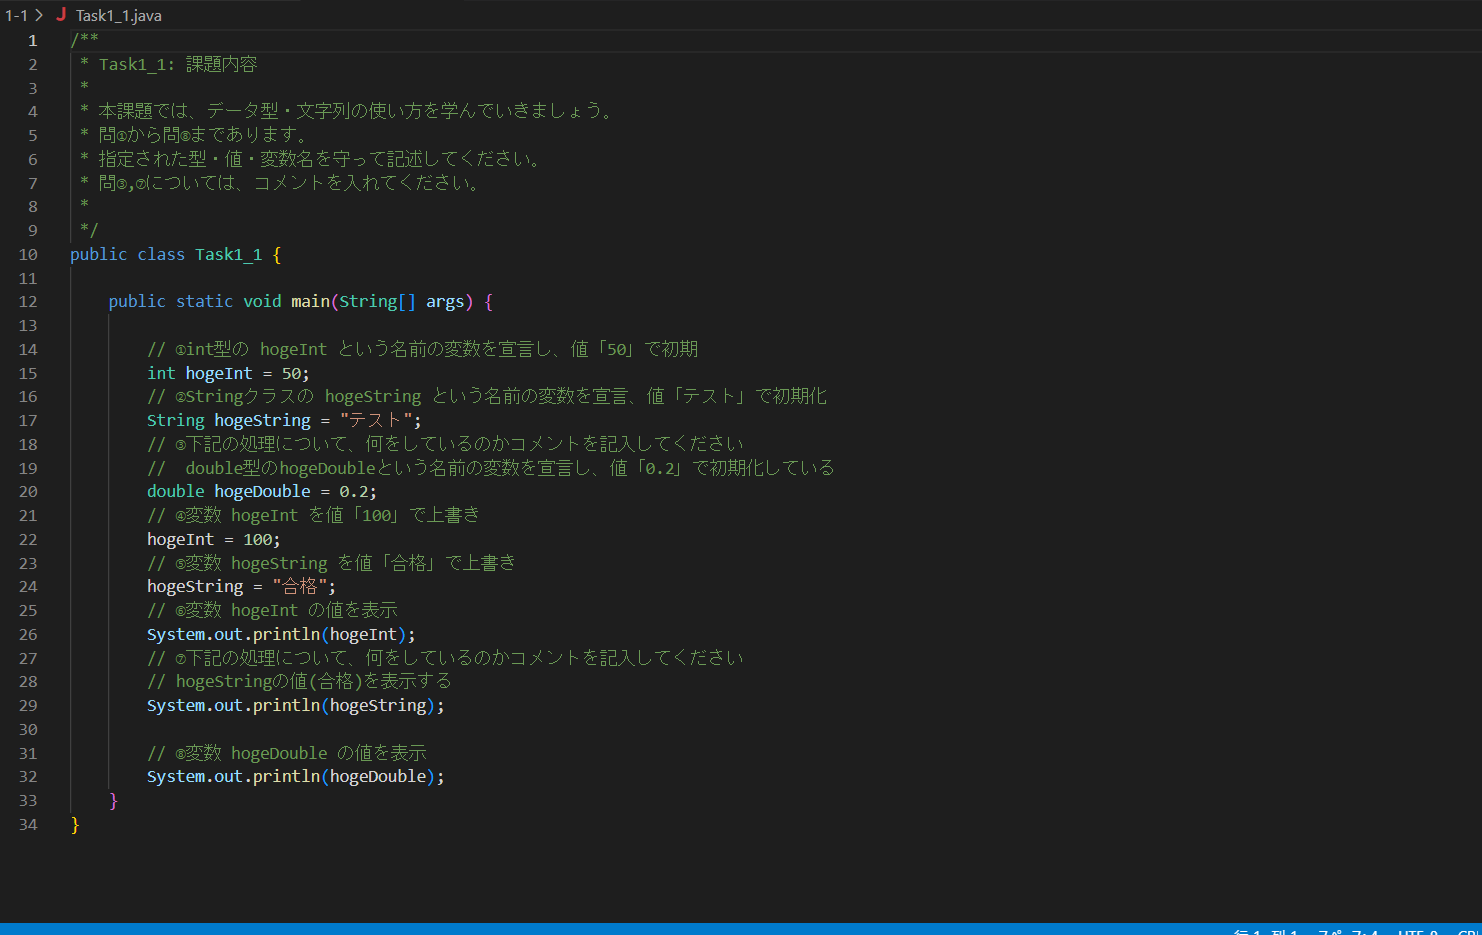 1-1 > J Task1_1.java
1 /**
2  * Task1_1: 課題内容
3  *
4  * 本課題では、データ型・文字列の使い方を学んでいきましょう。
5  * 問①から問⑧まであります。
6  * 指定された型・値・変数名を守って記述してください。
7  * 問③,⑦については、コメントを入れてください。
8  *
9  */
10 public class Task1_1 {
11
12     public static void main(String[] args) {
13
14         // ①int型の hogeInt という名前の変数を宣言し、値「50」で初期
15         int hogeInt = 50;
16         // ②Stringクラスの hogeString という名前の変数を宣言、値「テスト」で初期化
17         String hogeString = "テスト";
18         // ③下記の処理について、何をしているのかコメントを記入してください
19         //  double型のhogeDoubleという名前の変数を宣言し、値「0.2」で初期化している
20         double hogeDouble = 0.2;
21         // ④変数 hogeInt を値「100」で上書き
22         hogeInt = 100;
23         // ⑤変数 hogeString を値「合格」で上書き
24         hogeString = "合格";
25         // ⑥変数 hogeInt の値を表示
26         System.out.println(hogeInt);
27         // ⑦下記の処理について、何をしているのかコメントを記入してください
28         // hogeStringの値(合格)を表示する
29         System.out.println(hogeString);
30
31         // ⑧変数 hogeDouble の値を表示
32         System.out.println(hogeDouble);
33     }
34 }